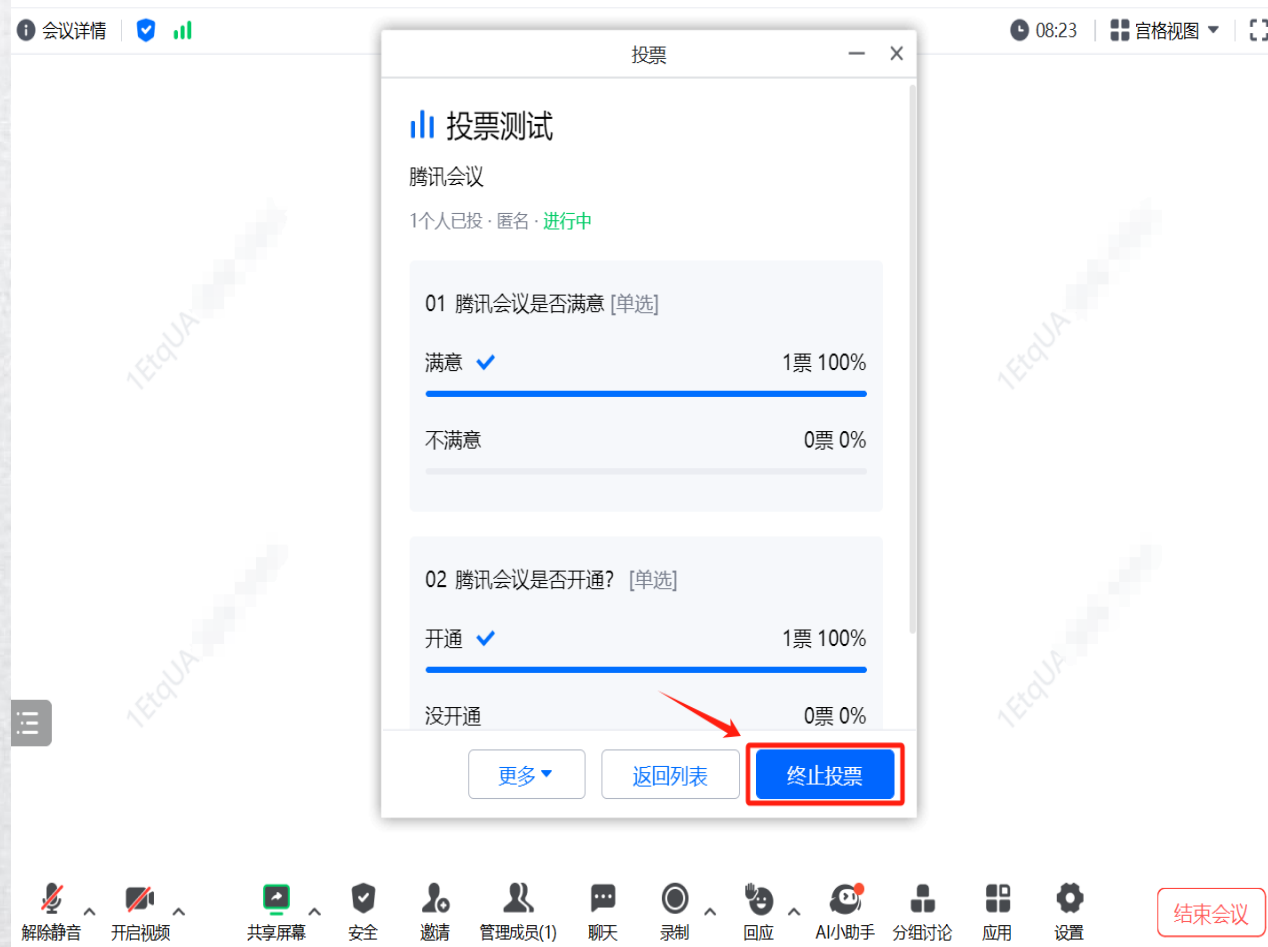 会议详情
08:23
宫格视图
投票
投票测试
腾讯会议
1个人已投 · 匿名 · 进行中
01 腾讯会议是否满意 [单选]
满意 1票 100%
不满意 0票 0%
02 腾讯会议是否开通？ [单选]
开通 1票 100%
没开通 0票 0%
更多 返回列表 终止投票
1EtqUA
1EtqUA
1EtqUA
1EtqUA
解除静音 开启视频 共享屏幕 安全 邀请 管理成员(1) 聊天 录制 回应 AI小助手 分组讨论 应用 设置 结束会议